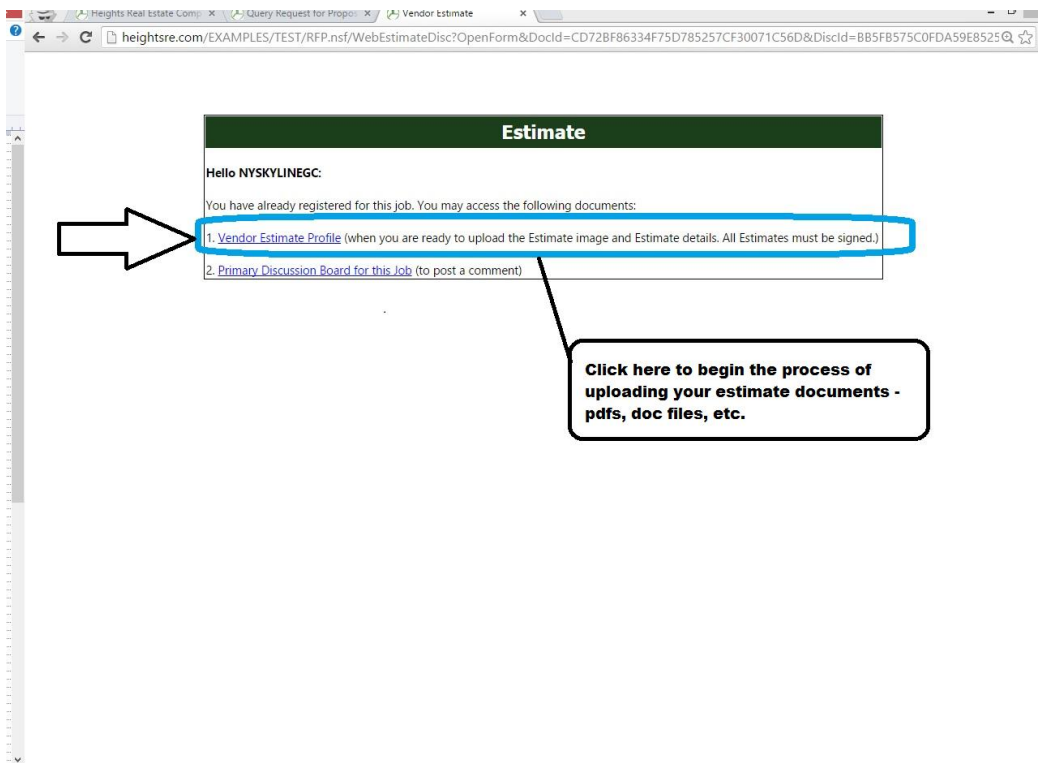 Heights Real Estate Comp
Query Request for Propos
Vendor Estimate
heightsre.com/EXAMPLES/TEST/RFP.nsf/WebEstimateDisc?OpenForm&DocId=CD72BF86334F75D785257CF30071C56D&DiscId=BB5FB575C0FDA59E8525
Estimate
Hello NYSKYLINEGC:
You have already registered for this job. You may access the following documents:
1. Vendor Estimate Profile (when you are ready to upload the Estimate image and Estimate details. All Estimates must be signed.)
2. Primary Discussion Board for this Job (to post a comment)
Click here to begin the process of
uploading your estimate documents -
pdfs, doc files, etc.